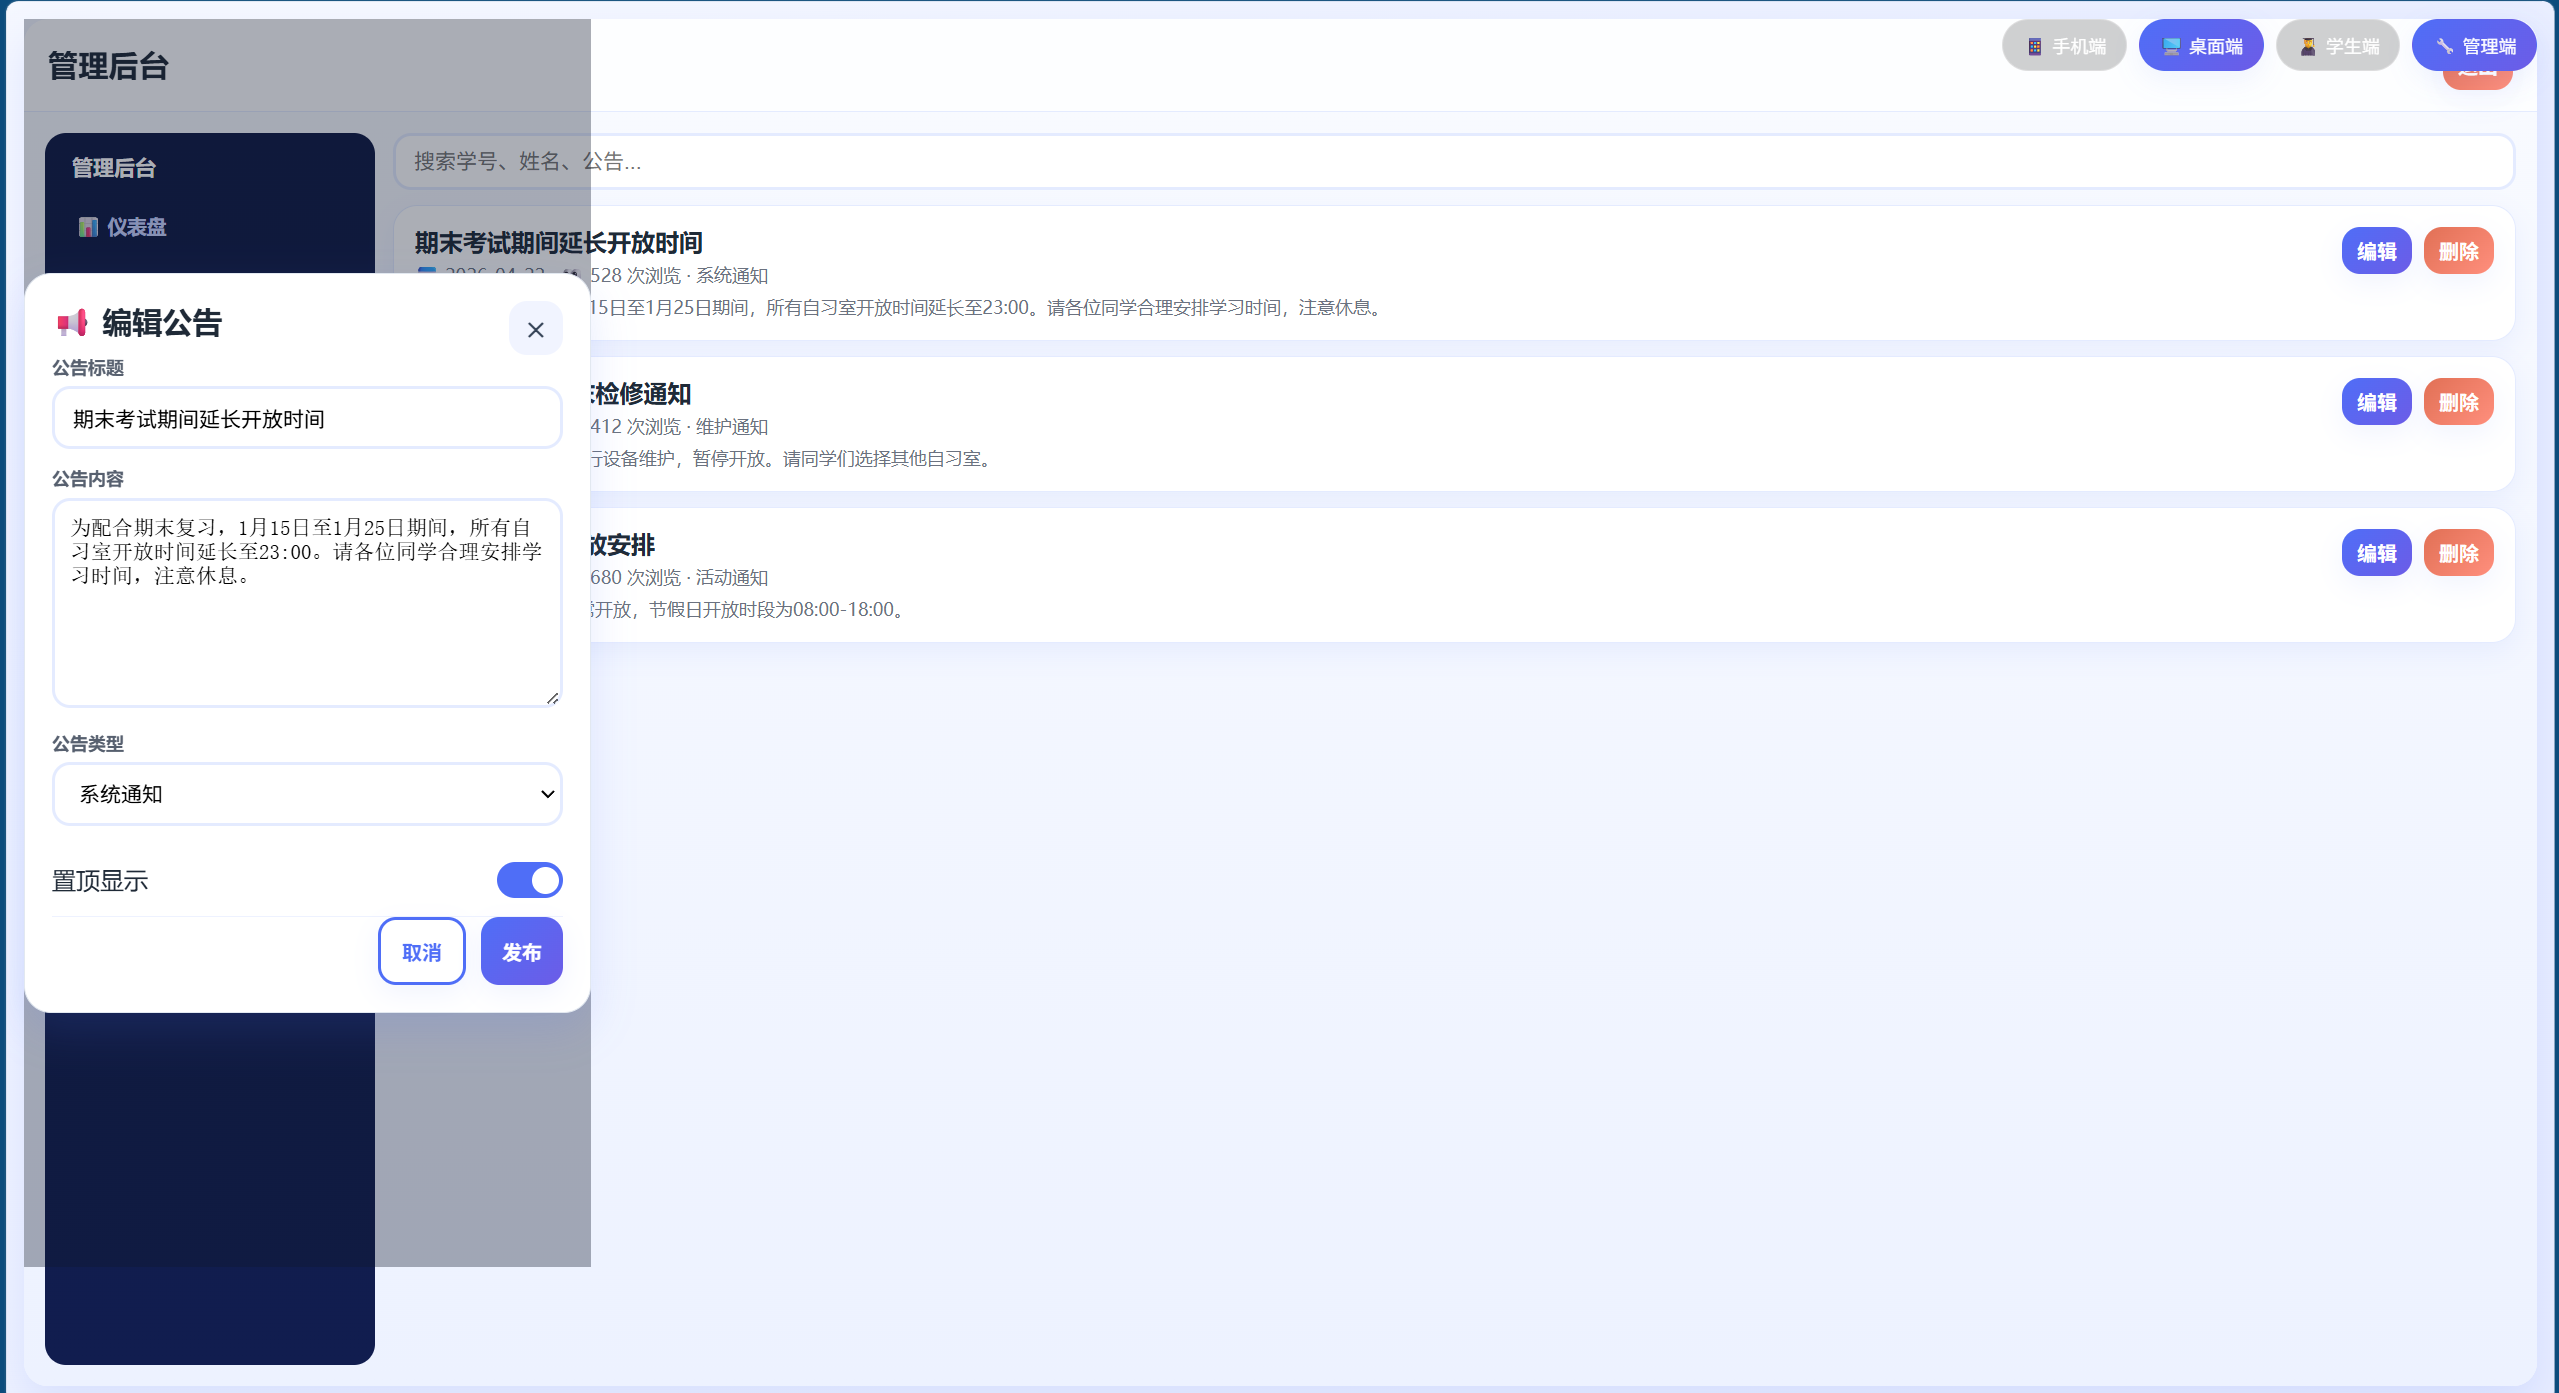 管理后台
手机端
桌面端
学生端
管理端
管理后台
仪表盘
搜索学号、姓名、公告...
期末考试期间延长开放时间
528 次浏览 · 系统通知
15日至1月25日期间，所有自习室开放时间延长至23:00。请各位同学合理安排学习时间，注意休息。
编辑
删除
检修通知
412 次浏览 · 维护通知
行设备维护，暂停开放。请同学们选择其他自习室。
编辑
删除
放安排
680 次浏览 · 活动通知
开放，节假日开放时段为08:00-18:00。
编辑
删除
编辑公告
公告标题
期末考试期间延长开放时间
公告内容
为配合期末复习，1月15日至1月25日期间，所有自
习室开放时间延长至23:00。请各位同学合理安排学
习时间，注意休息。
公告类型
系统通知
置顶显示
取消
发布